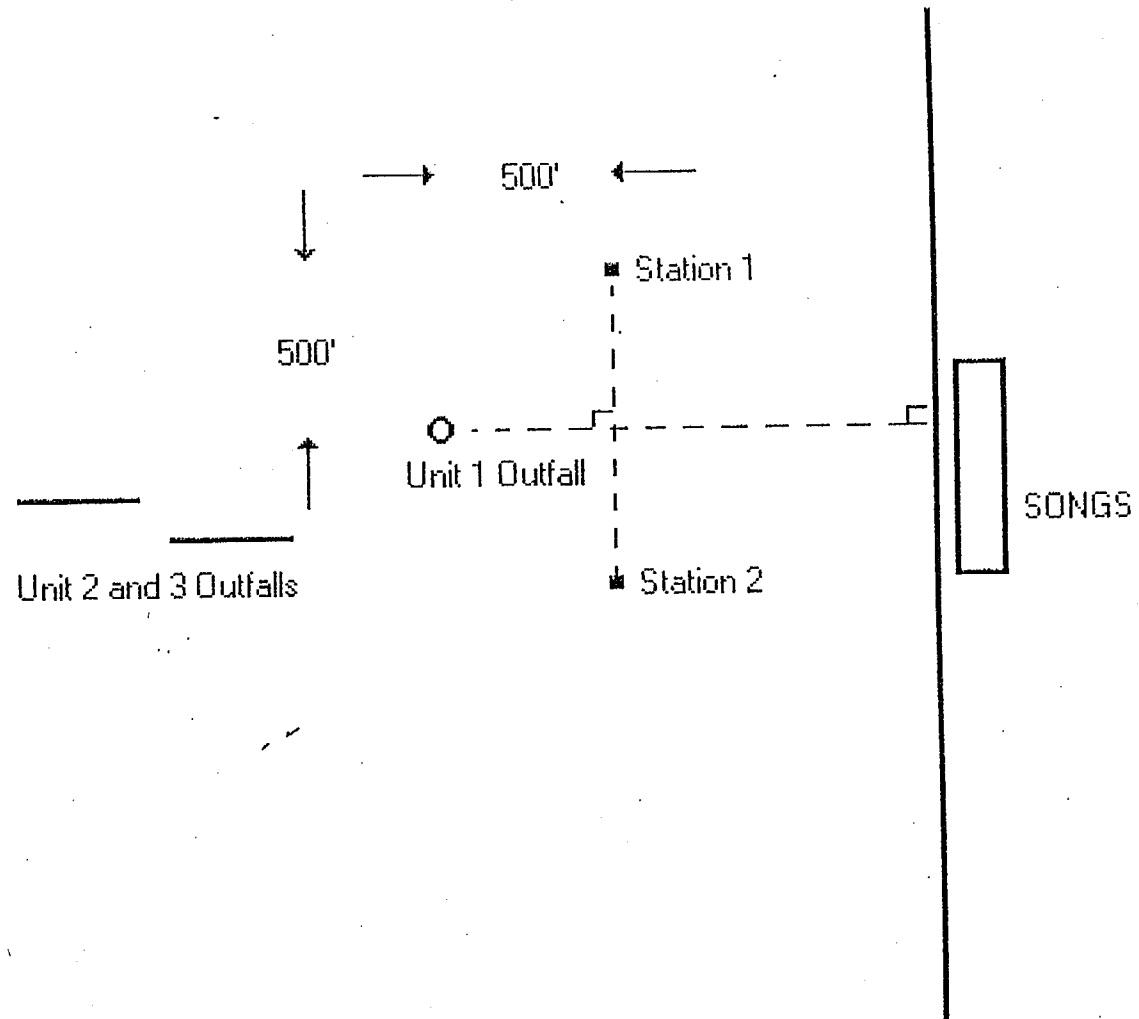 500'
Station 1
500'
Unit 1 Outfall
SONGS
Unit 2 and 3 Outfalls
Station 2